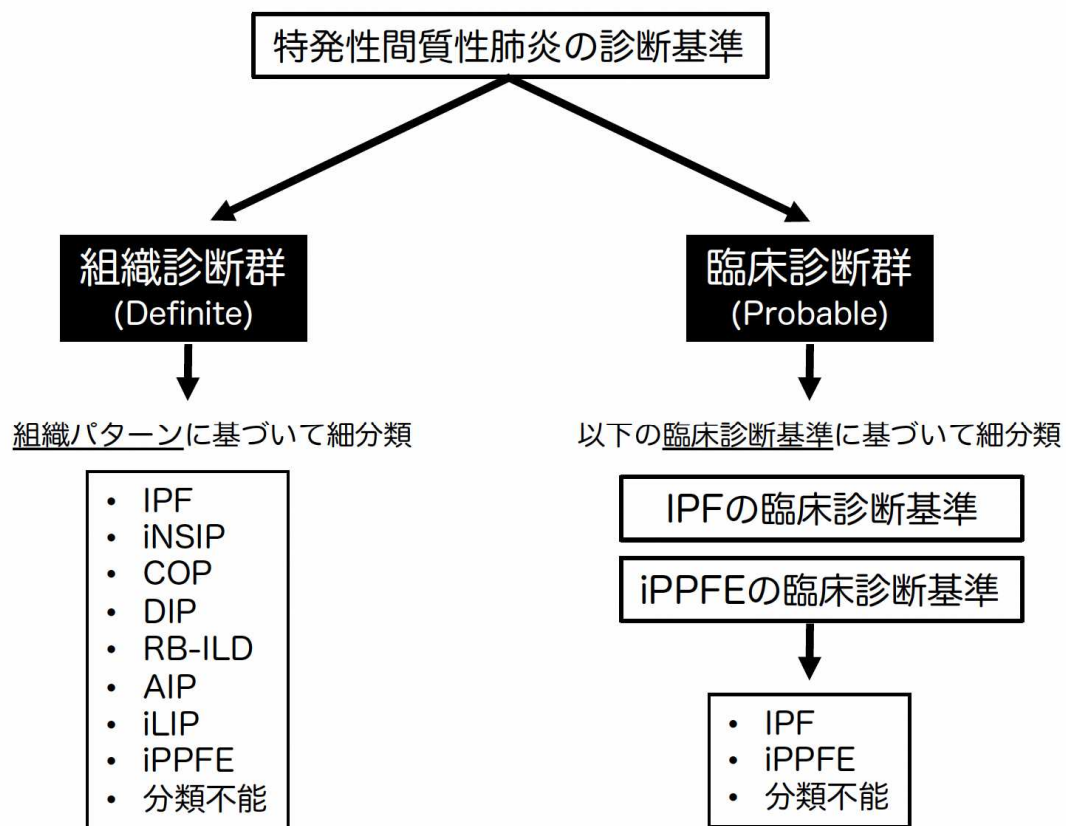 特発性間質性肺炎の診断基準
組織診断群
(Definite)
組織パターンに基づいて細分類
• IPF
• iNSIP
• COP
• DIP
• RB-ILD
• AIP
• iLIP
• iPPFE
• 分類不能
臨床診断群
(Probable)
以下の臨床診断基準に基づいて細分類
IPFの臨床診断基準
iPPFEの臨床診断基準
• IPF
• iPPFE
• 分類不能